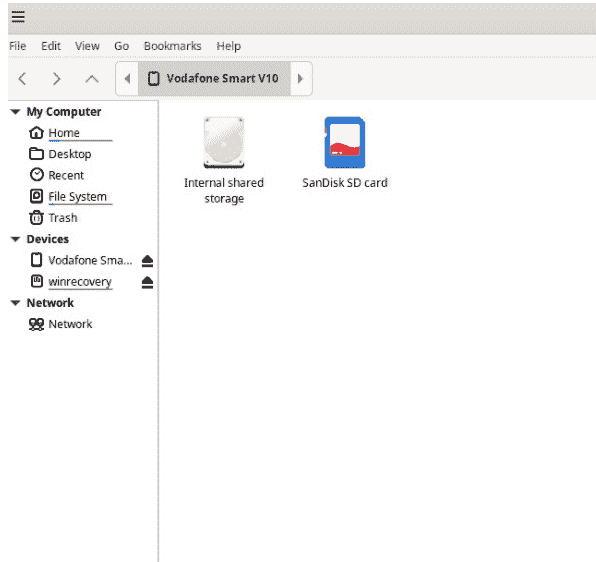 File Edit View Go Bookmarks Help
Vodafone Smart V10
My Computer
Home
Desktop
Recent
File System
Trash
Devices
Vodafone Sma...
winrecovery
Network
Network
Internal shared
storage
SanDisk SD card